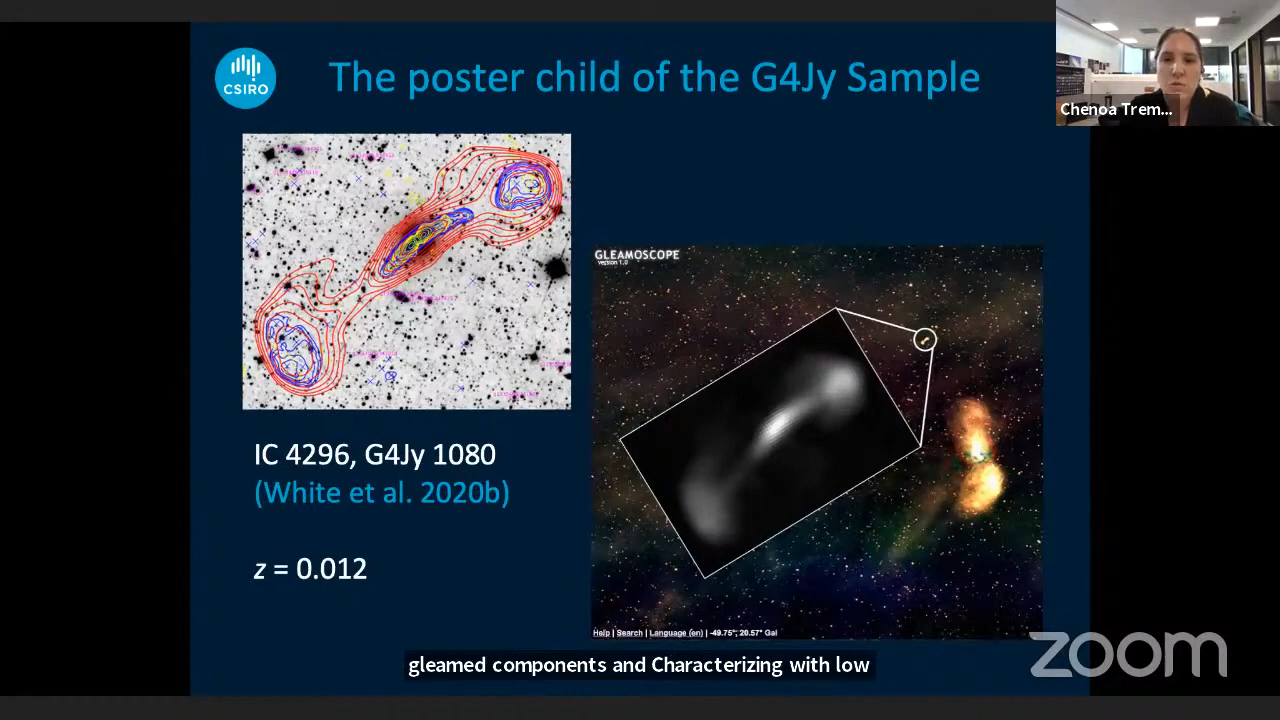 CSIRO
The poster child of the G4Jy Sample
Chenoa Trem...
GLEAMOSCOPE
version 1.0
IC 4296, G4Jy 1080
(White et al. 2020b)
z = 0.012
Help | Search | Language (en) | -49.75°, 20.57° Gal
gleamed components and Characterizing with low
zoom